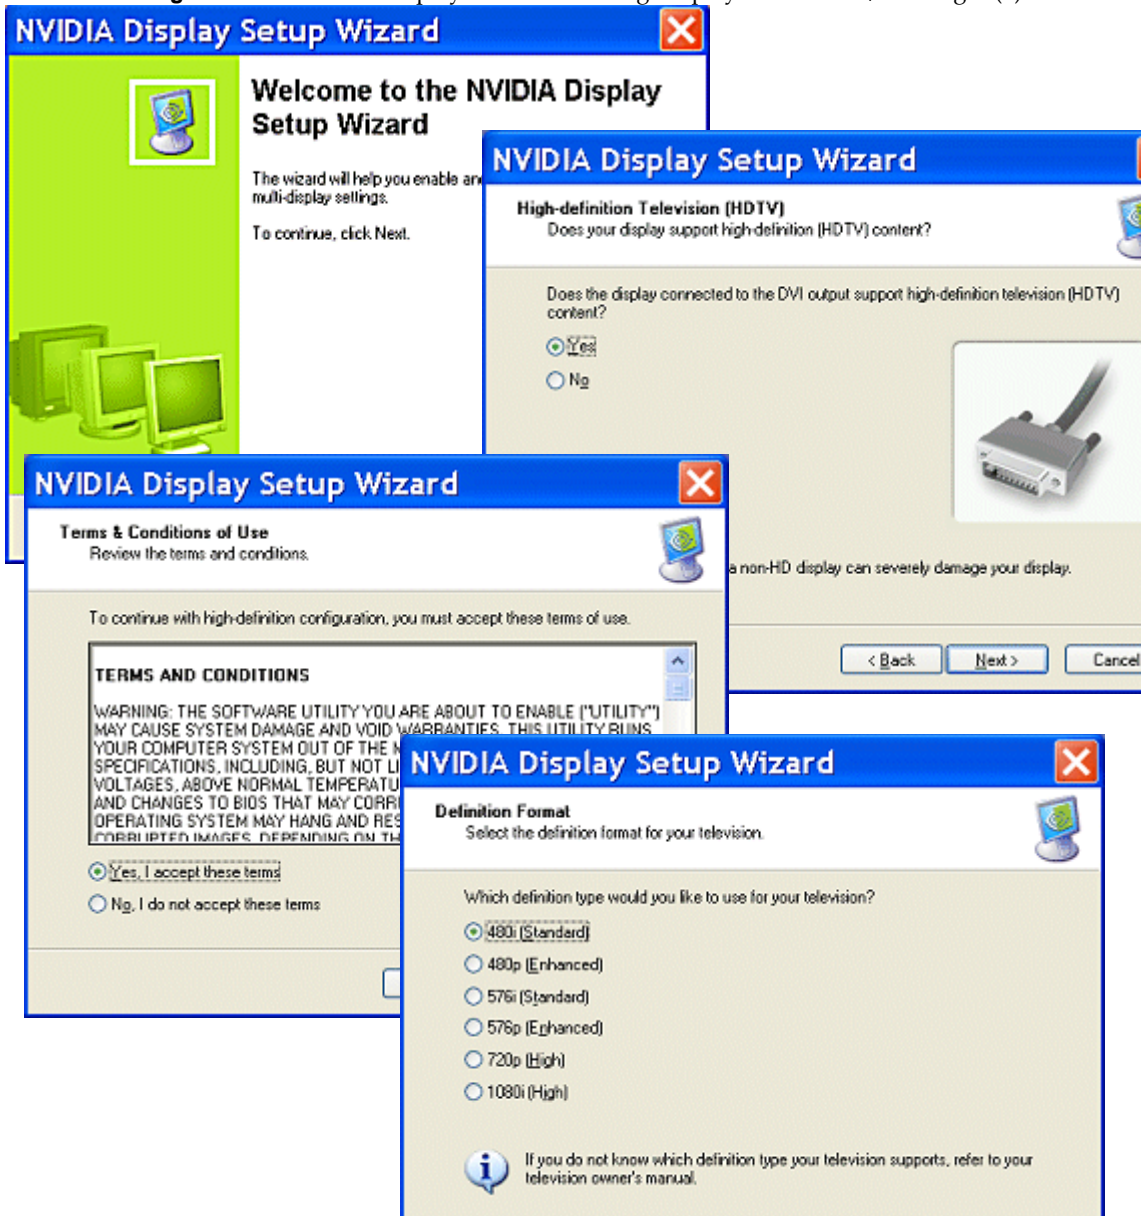 NVIDIA Display Setup Wizard
Welcome to the NVIDIA Display
Setup Wizard
The wizard will help you enable
multi-display settings.
To continue, click Next.
NVIDIA Display Setup Wizard
High-definition Television (HDTV)
Does your display support high-definition (HDTV) content?
Does the display connected to the DVI output support high-definition television (HDTV)
content?
Yes
No
a non-HD display can severely damage your display.
< Back Next > Cancel
NVIDIA Display Setup Wizard
Terms & Conditions of Use
Review the terms and conditions.
To continue with high-definition configuration, you must accept these terms of use.
TERMS AND CONDITIONS
WARNING: THE SOFTWARE UTILITY YOU ARE ABOUT TO ENABLE ("UTILITY")
MAY CAUSE SYSTEM DAMAGE AND VOID WARRANTIES. THIS UTILITY RUNS
YOUR COMPUTER SYSTEM OUT OF THE
SPECIFICATIONS, INCLUDING, BUT NOT
VOLTAGES, ABOVE NORMAL
AND CHANGES TO BIOS THAT MAY
OPERATING SYSTEM MAY HANG AND
CORRUPTED IMAGES. DEPENDING ON
Yes, I accept these terms
No, I do not accept these terms
NVIDIA Display Setup Wizard
Definition Format
Select the definition format for your television.
Which definition type would you like to use for your television?
480i (Standard)
480p (Enhanced)
576i (Standard)
576p (Enhanced)
720p (High)
1080i (High)
If you do not know which definition type your television supports, refer to your
television owner's manual.